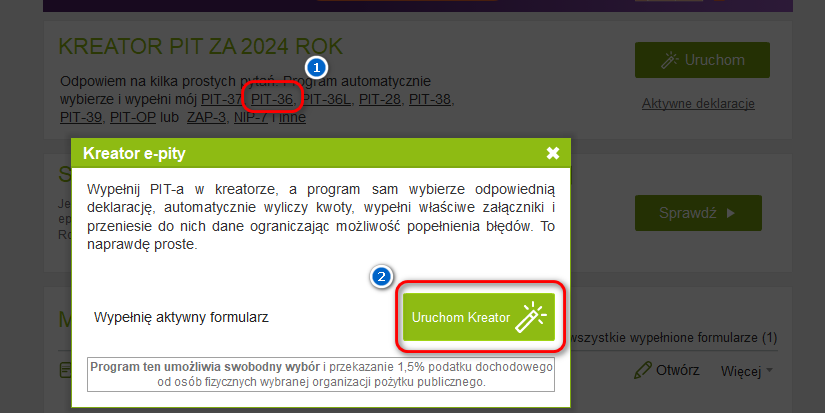 KREATOR PIT ZA 2024 ROK
1
Uruchom
Odpowiem na kilka prostych pytań. Program automatycznie
wybierze i wypełni mój PIT-37, PIT-36, PIT-36L, PIT-28, PIT-38,
Aktywne deklaracje
PIT-39, PIT-OP lub ZAP-3, NIP-7 i inne
Kreator e-pity
S
Wypełnij PIT-a w kreatorze, a program sam wybierze odpowiednią
Je
deklarację, automatycznie wyliczy kwoty, wypełni właściwe załączniki i
Sprawdź
ep
przeniesie do nich dane ograniczając możliwość popełnienia błędów. To
Ro
naprawdę proste.
2
M
Wypełnię aktywny formularz
Uruchom Kreator
wszystkie wypełnione formularze (1)
Program ten umożliwia swobodny wybór i przekazanie 1,5% podatku dochodowego
od osób fizycznych wybranej organizacji pożytku publicznego.
Otwórz
Więcej